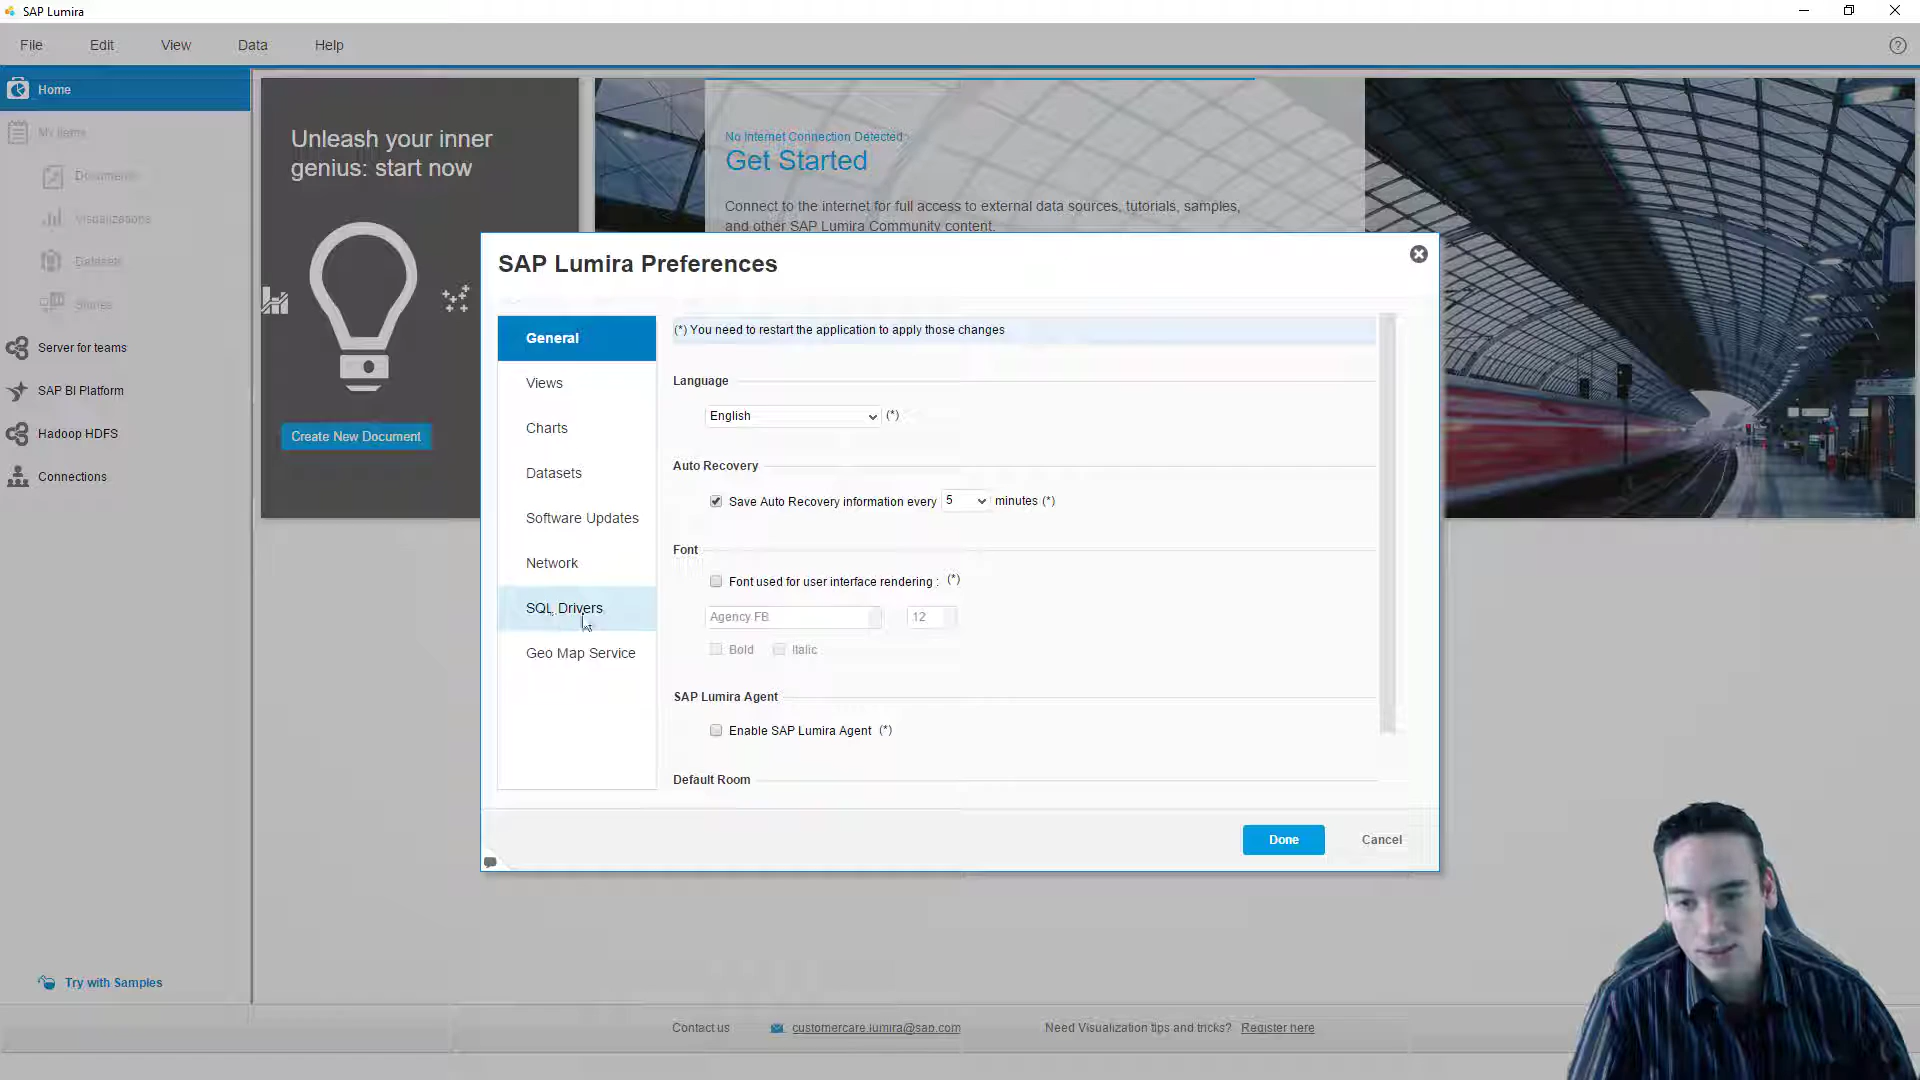 SAP Lumira
File
Edit
View
Data
Help
Home
My Items
Documents
Visualizations
Datasets
Stories
Server for teams
SAP BI Platform
Hadoop HDFS
Connections
Try with Samples
Unleash your inner
genius: start now
Create New Document
No Internet Connection Detected
Get Started
Connect to the internet for full access to external data sources, tutorials, samples,
and other SAP Lumira Community content.
SAP Lumira Preferences
General
Views
Charts
Datasets
Software Updates
Network
SQL Drivers
Geo Map Service
(*) You need to restart the application to apply those changes
Language
English (*)
Auto Recovery
Save Auto Recovery information every 5 minutes (*)
Font
Font used for user interface rendering : (*)
Agency FB 12
Bold Italic
SAP Lumira Agent
Enable SAP Lumira Agent (*)
Default Room
Done
Cancel
Contact us customercare.lumira@sap.com Need Visualization tips and tricks? Register here